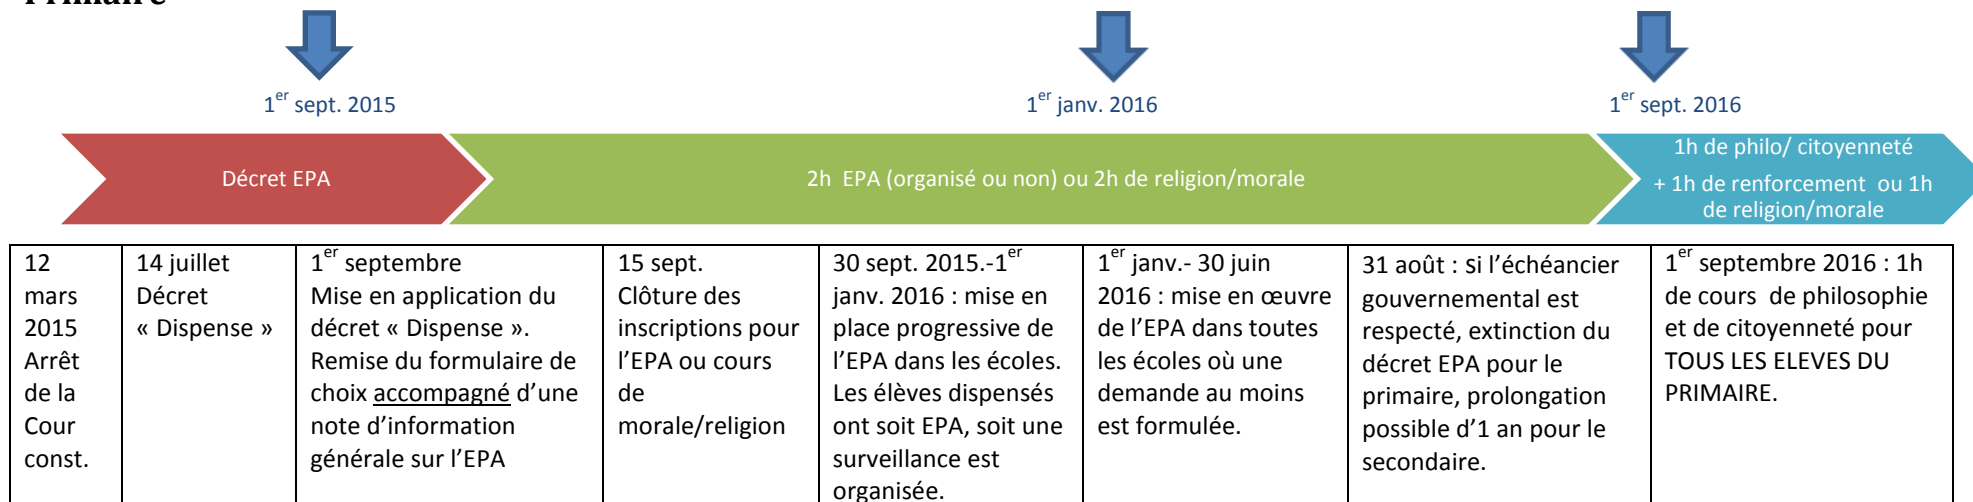 Primaire
1er sept. 2015
1er janv. 2016
1er sept. 2016
Décret EPA
2h EPA (organisé ou non) ou 2h de religion/morale
1h de philo/ citoyenneté
+ 1h de renforcement ou 1h
de religion/morale
12
mars
2015
Arrêt
de la
Cour
const.
14 juillet
Décret
« Dispense »
1er septembre
Mise en application du
décret « Dispense ».
Remise du formulaire de
choix accompagné d’une
note d’information
générale sur l’EPA
15 sept.
Clôture des
inscriptions pour
l’EPA ou cours
de
morale/religion
30 sept. 2015.-1er
janv. 2016 : mise en
place progressive de
l’EPA dans les écoles.
Les élèves dispensés
ont soit EPA, soit une
surveillance est
organisée.
1er janv.- 30 juin
2016 : mise en œuvre
de l’EPA dans toutes
les écoles où une
demande au moins
est formulée.
31 août : si l’échéancier
gouvernemental est
respecté, extinction du
décret EPA pour le
primaire, prolongation
possible d’1 an pour le
secondaire.
1er septembre 2016 : 1h
de cours de philosophie
et de citoyenneté pour
TOUS LES ELEVES DU
PRIMAIRE.